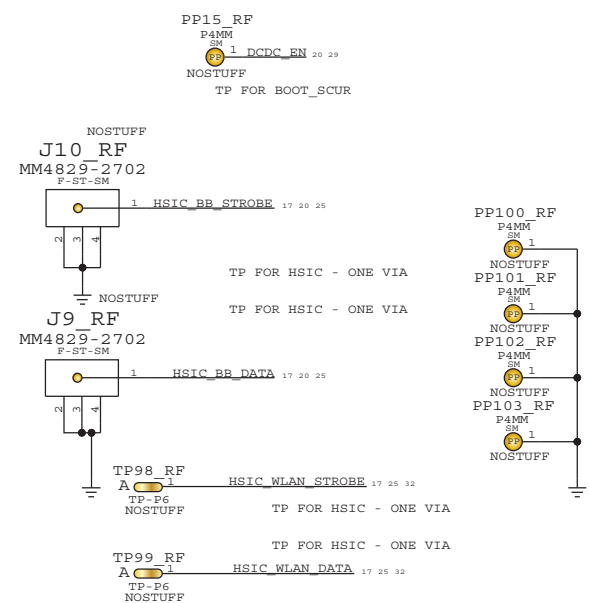 PP15_RF
P4MM
SM
PP 1 DCDC_EN 20 29
NOSTUFF
TP FOR BOOT_SCUR
NOSTUFF
J10_RF
MM4829-2702
F-ST-SM
1 HSIC_BB_STROBE 17 20 25
2 3 4
TP FOR HSIC - ONE VIA
NOSTUFF
TP FOR HSIC - ONE VIA
J9_RF
MM4829-2702
F-ST-SM
1 HSIC_BB_DATA 17 20 25
2 3 4
PP100_RF
P4MM
SM
PP 1
NOSTUFF
PP101_RF
P4MM
SM
PP 1
NOSTUFF
PP102_RF
P4MM
SM
PP 1
NOSTUFF
PP103_RF
P4MM
SM
PP 1
NOSTUFF
TP98_RF
A 1 HSIC_WLAN_STROBE 17 25 32
TP-P6
NOSTUFF
TP FOR HSIC - ONE VIA
TP FOR HSIC - ONE VIA
TP99_RF
A 1 HSIC_WLAN_DATA 17 25 32
TP-P6
NOSTUFF